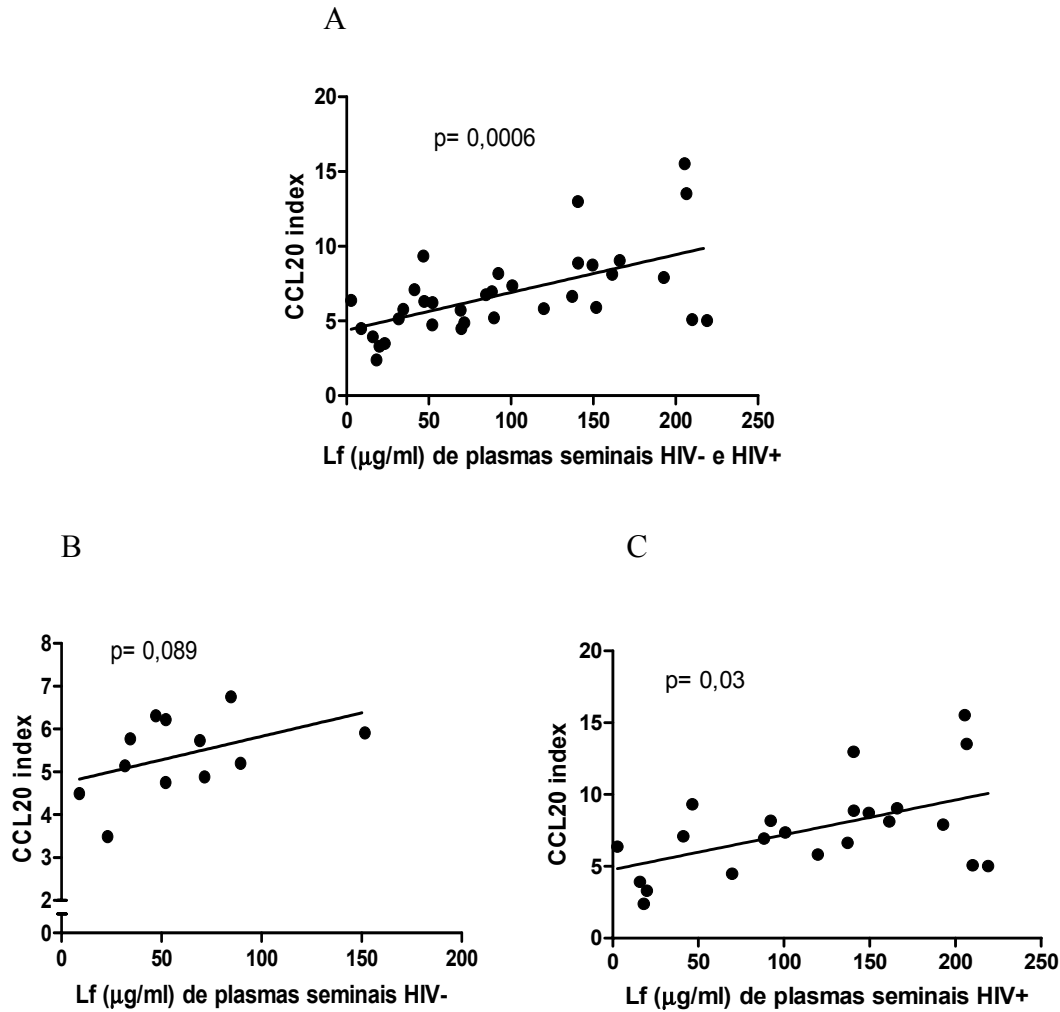 A
20
15
10
5
0
CCL20 index
p= 0,0006
0 50 100 150 200 250
Lf (μg/ml) de plasmas seminais HIV- e HIV+
B
8
7
6
5
4
3
2
0
CCL20 index
p= 0,089
0 50 100 150 200
Lf (μg/ml) de plasmas seminais HIV-
C
20
15
10
5
0
CCL20 index
p= 0,03
0 50 100 150 200 250
Lf (μg/ml) de plasmas seminais HIV+